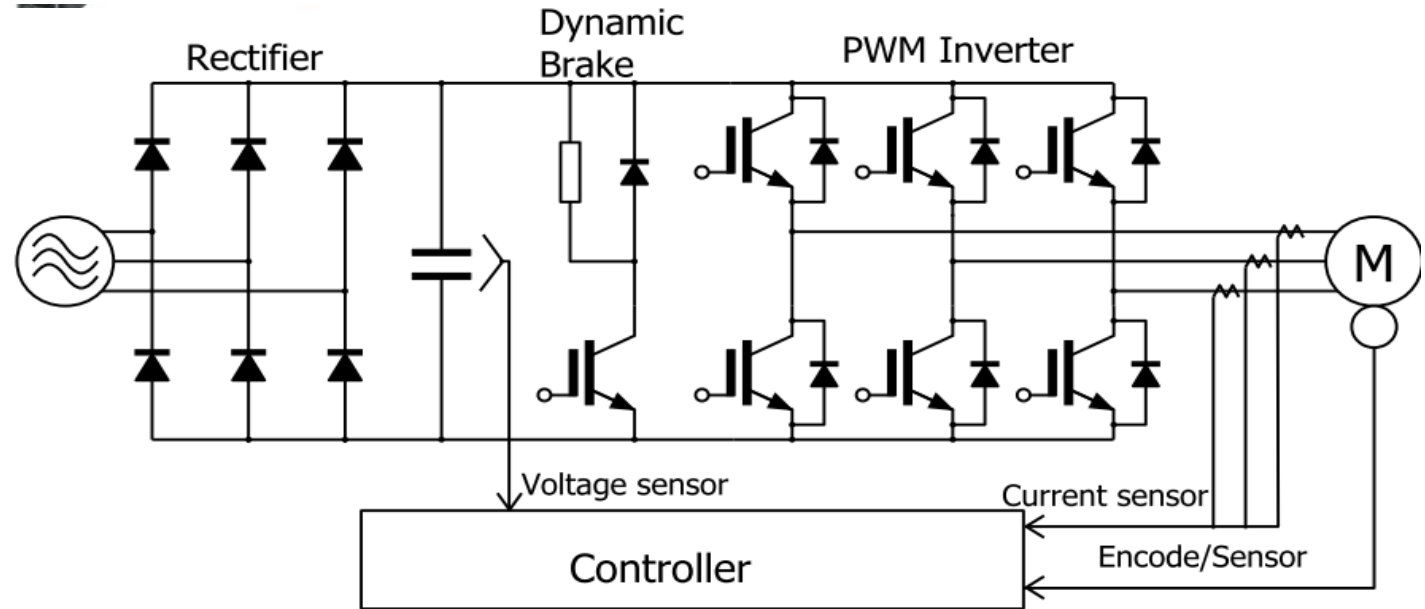 Rectifier
Dynamic
Brake
PWM Inverter
M
Voltage sensor
Current sensor
Encode/Sensor
Controller